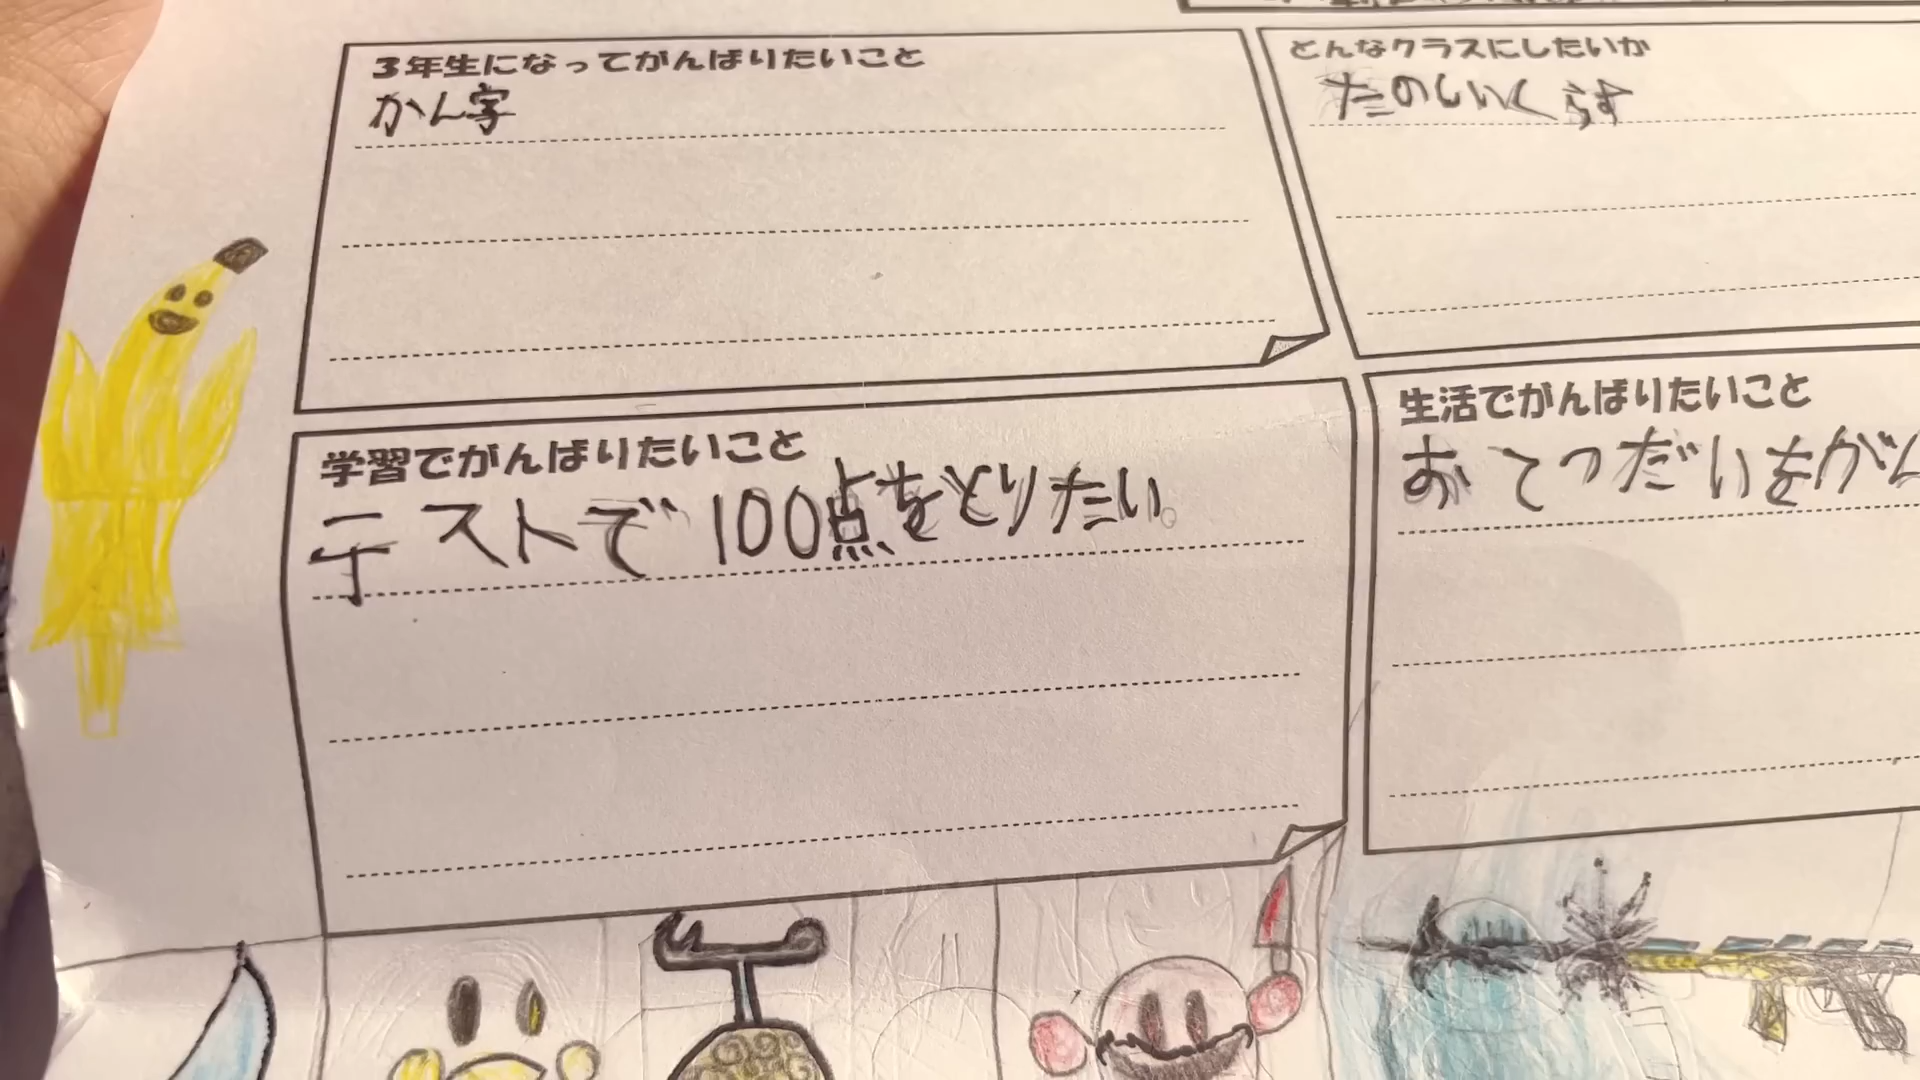 3年生になってがんばりたいこと
かん字
とんなクラスにしたいか
たのしいくらす
学習でがんばりたいこと
テストで100点をとりたい。
生活でがんばりたいこと
おてつだいをがん